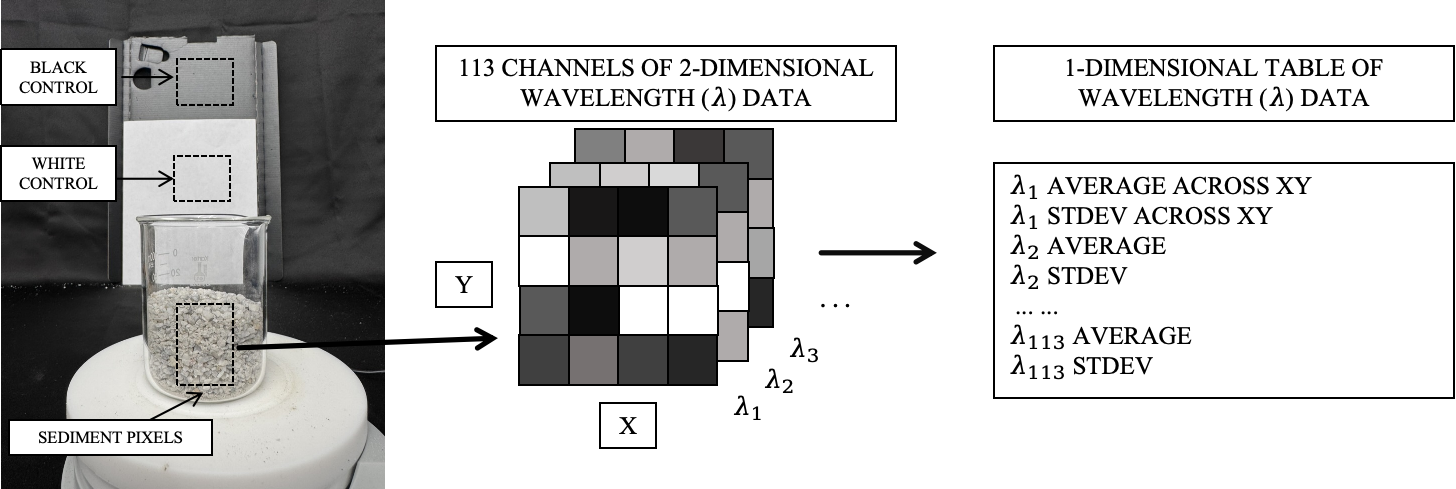 BLACK
CONTROL
WHITE
CONTROL
SEDIMENT PIXELS
113 CHANNELS OF 2-DIMENSIONAL
WAVELENGTH (λ) DATA
Y
X
λ1
λ2
λ3
...
1-DIMENSIONAL TABLE OF
WAVELENGTH (λ) DATA
λ1 AVERAGE ACROSS XY
λ1 STDEV ACROSS XY
λ2 AVERAGE
λ2 STDEV
... ...
λ113 AVERAGE
λ113 STDEV